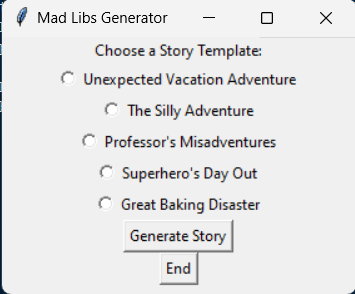 Mad Libs Generator
Choose a Story Template:
Unexpected Vacation Adventure
The Silly Adventure
Professor's Misadventures
Superhero's Day Out
Great Baking Disaster
Generate Story
End